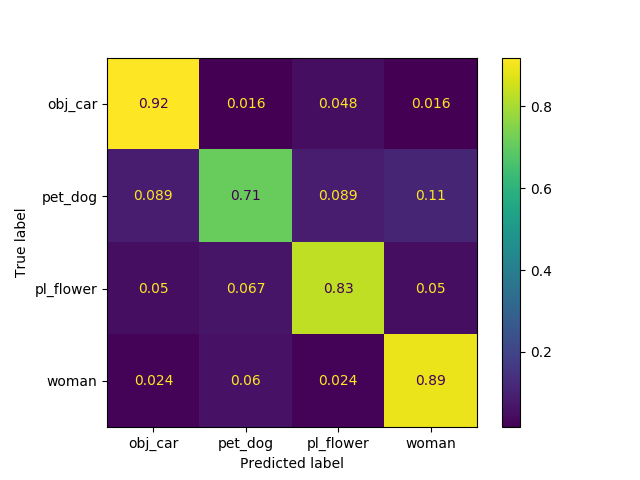 obj_car 0.92 0.016 0.048 0.016
pet_dog 0.089 0.71 0.089 0.11
pl_flower 0.05 0.067 0.83 0.05
woman 0.024 0.06 0.024 0.89
obj_car pet_dog pl_flower woman
Predicted label
True label
0.8
0.6
0.4
0.2